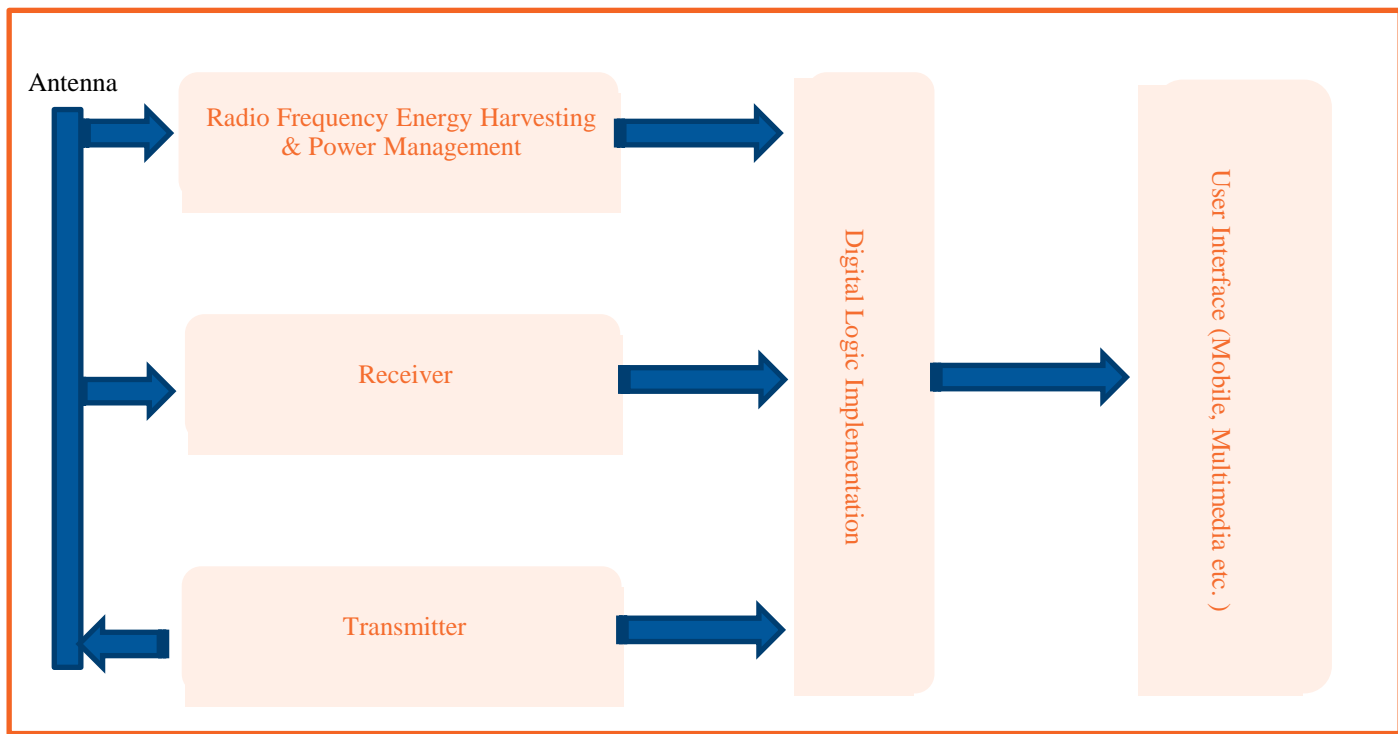 Antenna
Radio Frequency Energy Harvesting
& Power Management
Receiver
Transmitter
Digital Logic Implementation
User Interface (Mobile, Multimedia etc. )